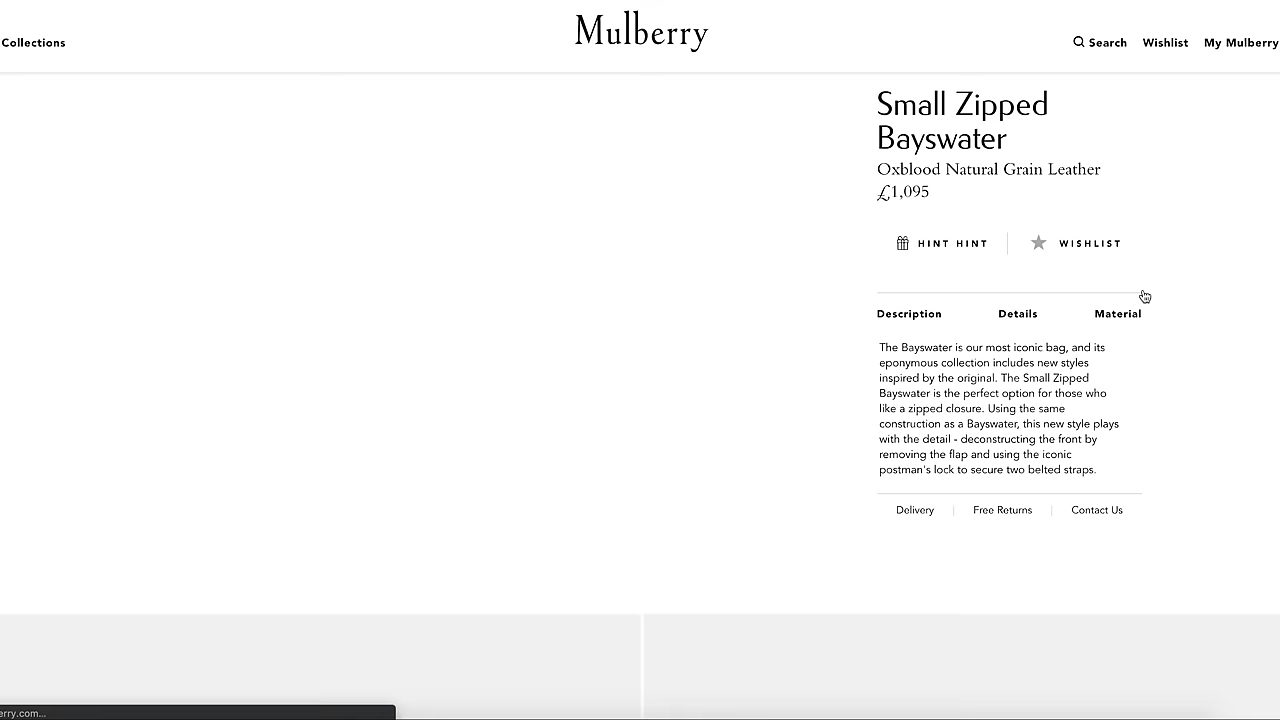 Collections
Mulberry
Search
Wishlist
My Mulberry
Small Zipped
Bayswater
Oxblood Natural Grain Leather
£1,095
HINT HINT
WISHLIST
Description
Details
Material
The Bayswater is our most iconic bag, and its
eponymous collection includes new styles
inspired by the original. The Small Zipped
Bayswater is the perfect option for those who
like a zipped closure. Using the same
construction as a Bayswater, this new style plays
with the detail - deconstructing the front by
removing the flap and using the iconic
postman's lock to secure two belted straps.
Delivery
Free Returns
Contact Us
erry.com...